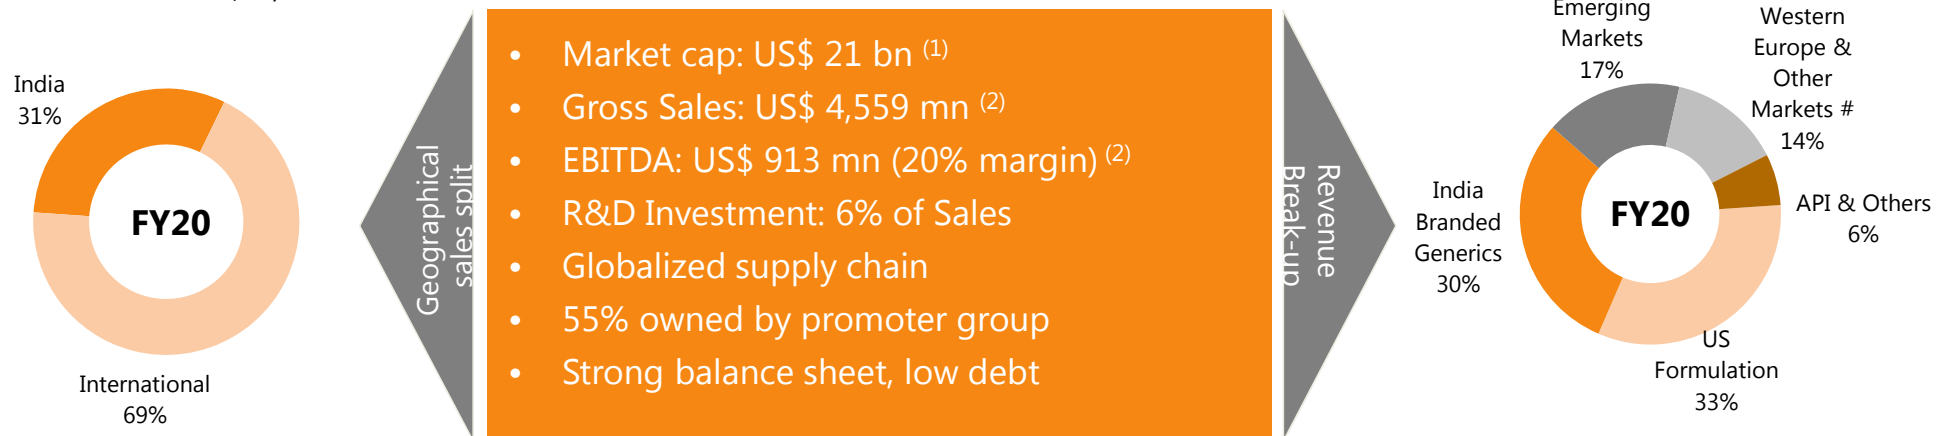 India
31%
FY20
International
69%
Geographical
sales split
• Market cap: US$ 21 bn (1)
• Gross Sales: US$ 4,559 mn (2)
• EBITDA: US$ 913 mn (20% margin) (2)
• R&D Investment: 6% of Sales
• Globalized supply chain
• 55% owned by promoter group
• Strong balance sheet, low debt
Revenue
Break-up
Emerging
Markets
17%
Western
Europe &
Other
Markets #
14%
India
Branded
Generics
30%
FY20
API & Others
6%
US
Formulation
33%